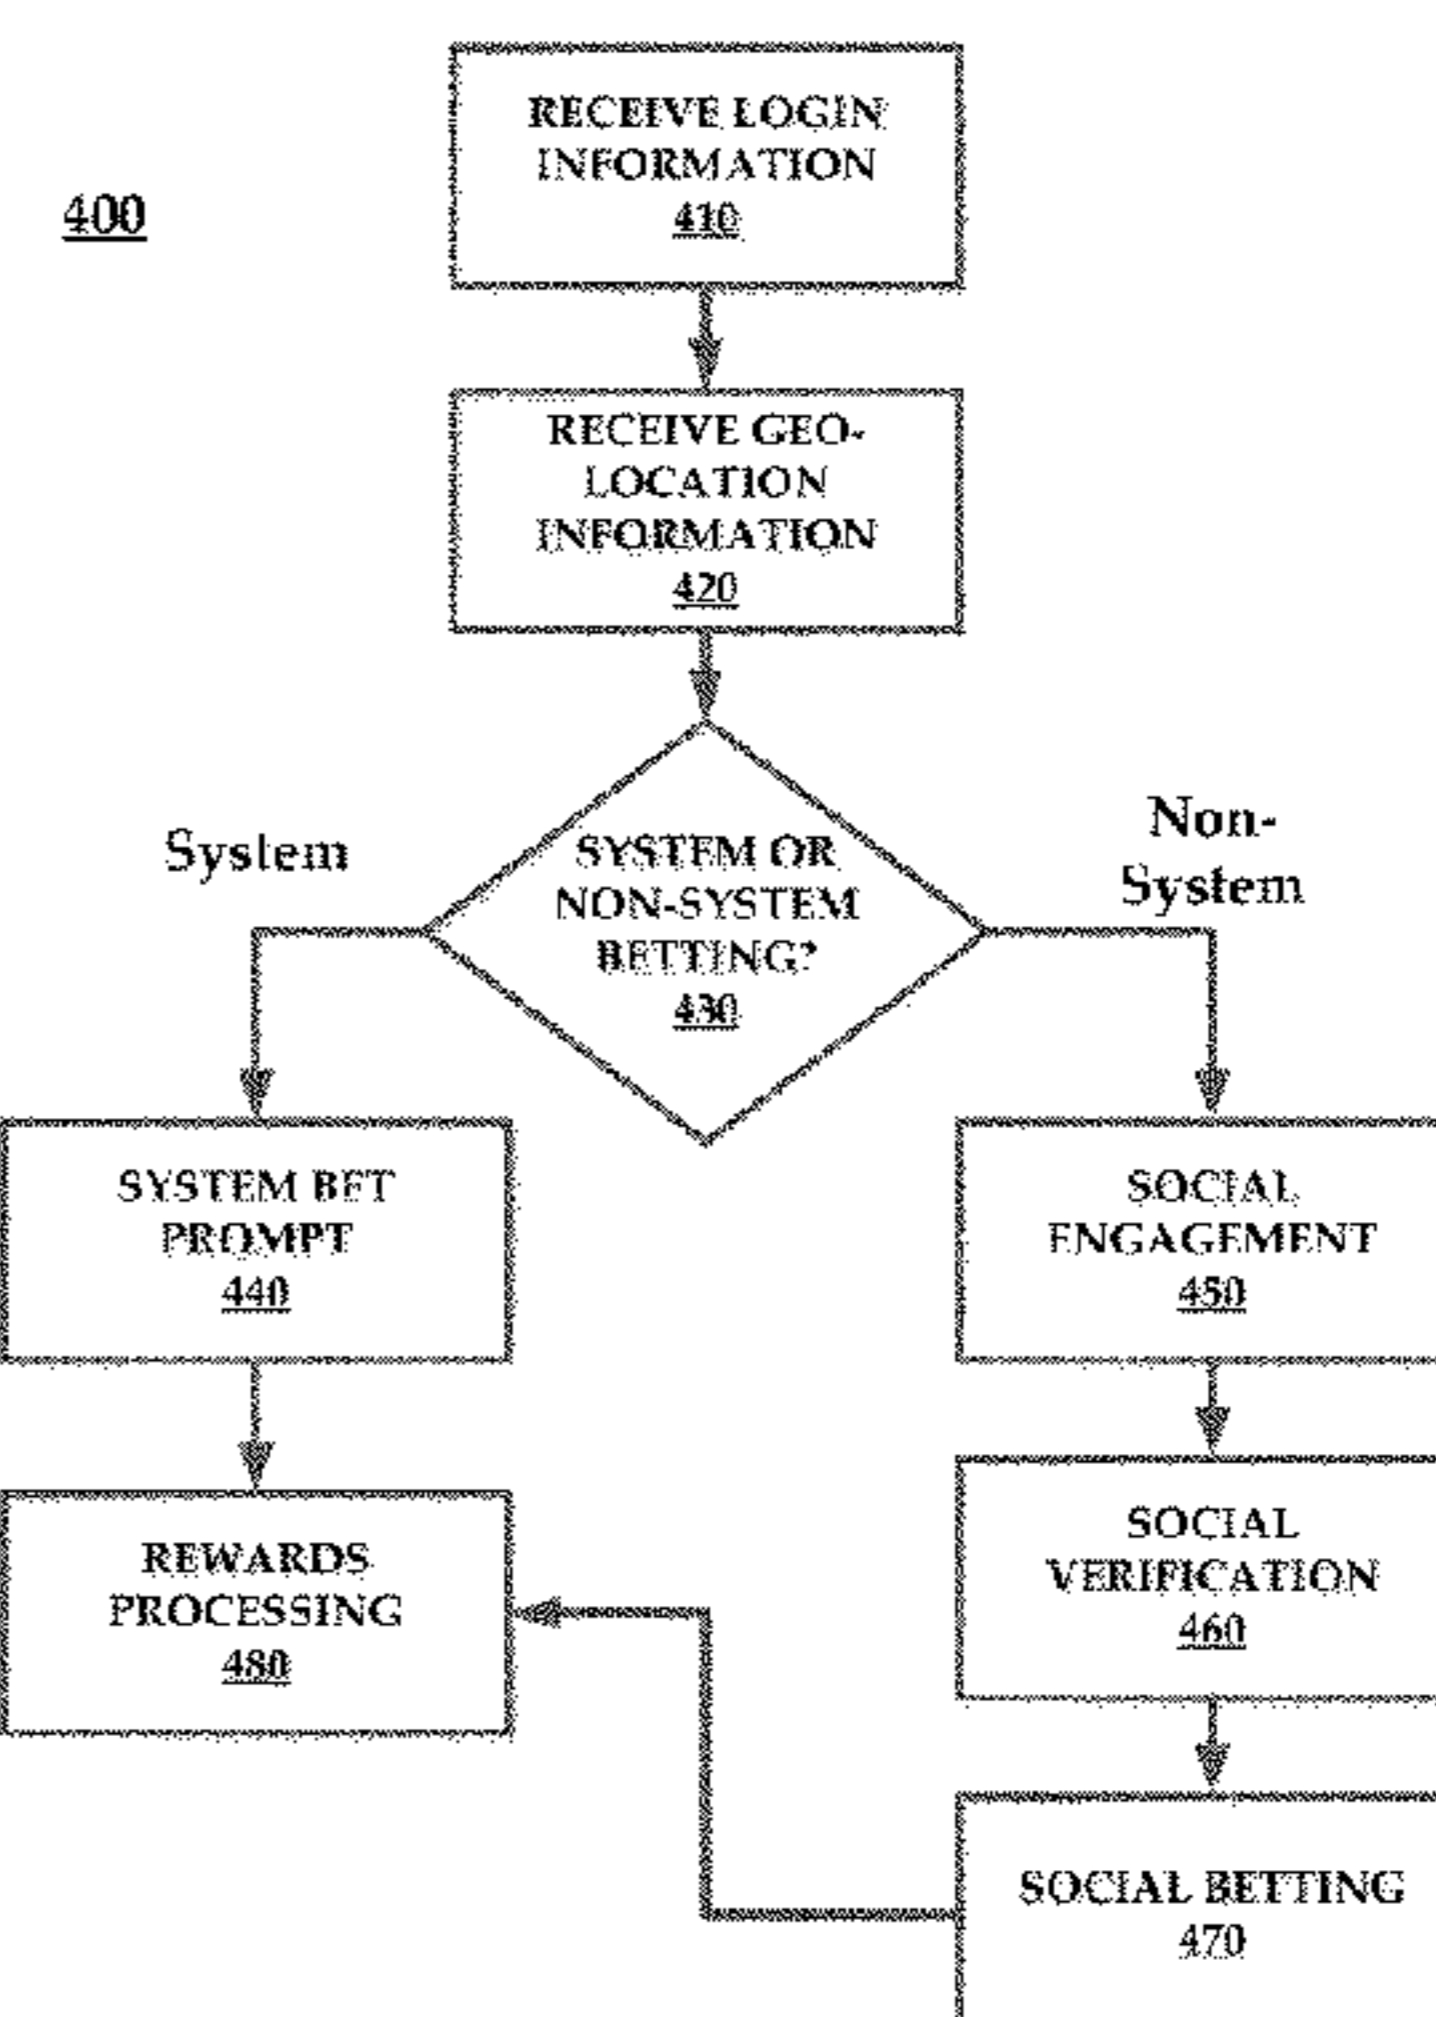 RECEIVE LOGIN
INFORMATION
410
400
RECEIVE GEO-
LOCATION
INFORMATION
420
System
Non-
System
SYSTEM OR
NON-SYSTEM
BETTING?
430
SYSTEM BET
PROMPT
440
SOCIAL
ENGAGEMENT
450
REWARDS
PROCESSING
480
SOCIAL
VERIFICATION
460
SOCIAL BETTING
470